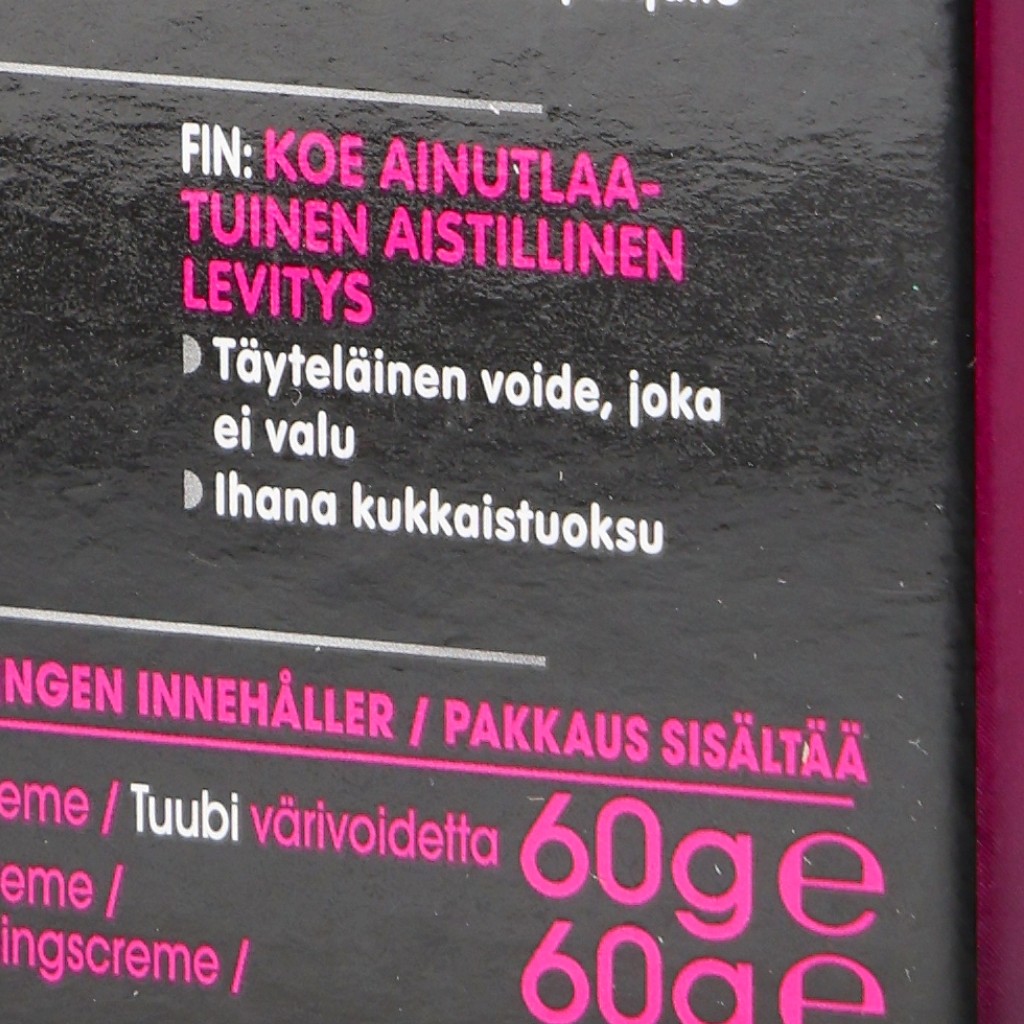 FIN: KOE AINUTLAA-
TUINEN AISTILLINEN
LEVITYS
Täyteläinen voide, joka
ei valu
Ihana kukkaistuoksu
NGEN INNEHÅLLER / PAKKAUS SISÄLTÄÄ
eme / Tuubi värivoidetta 60g e
eme /
ingscreme / 60g e